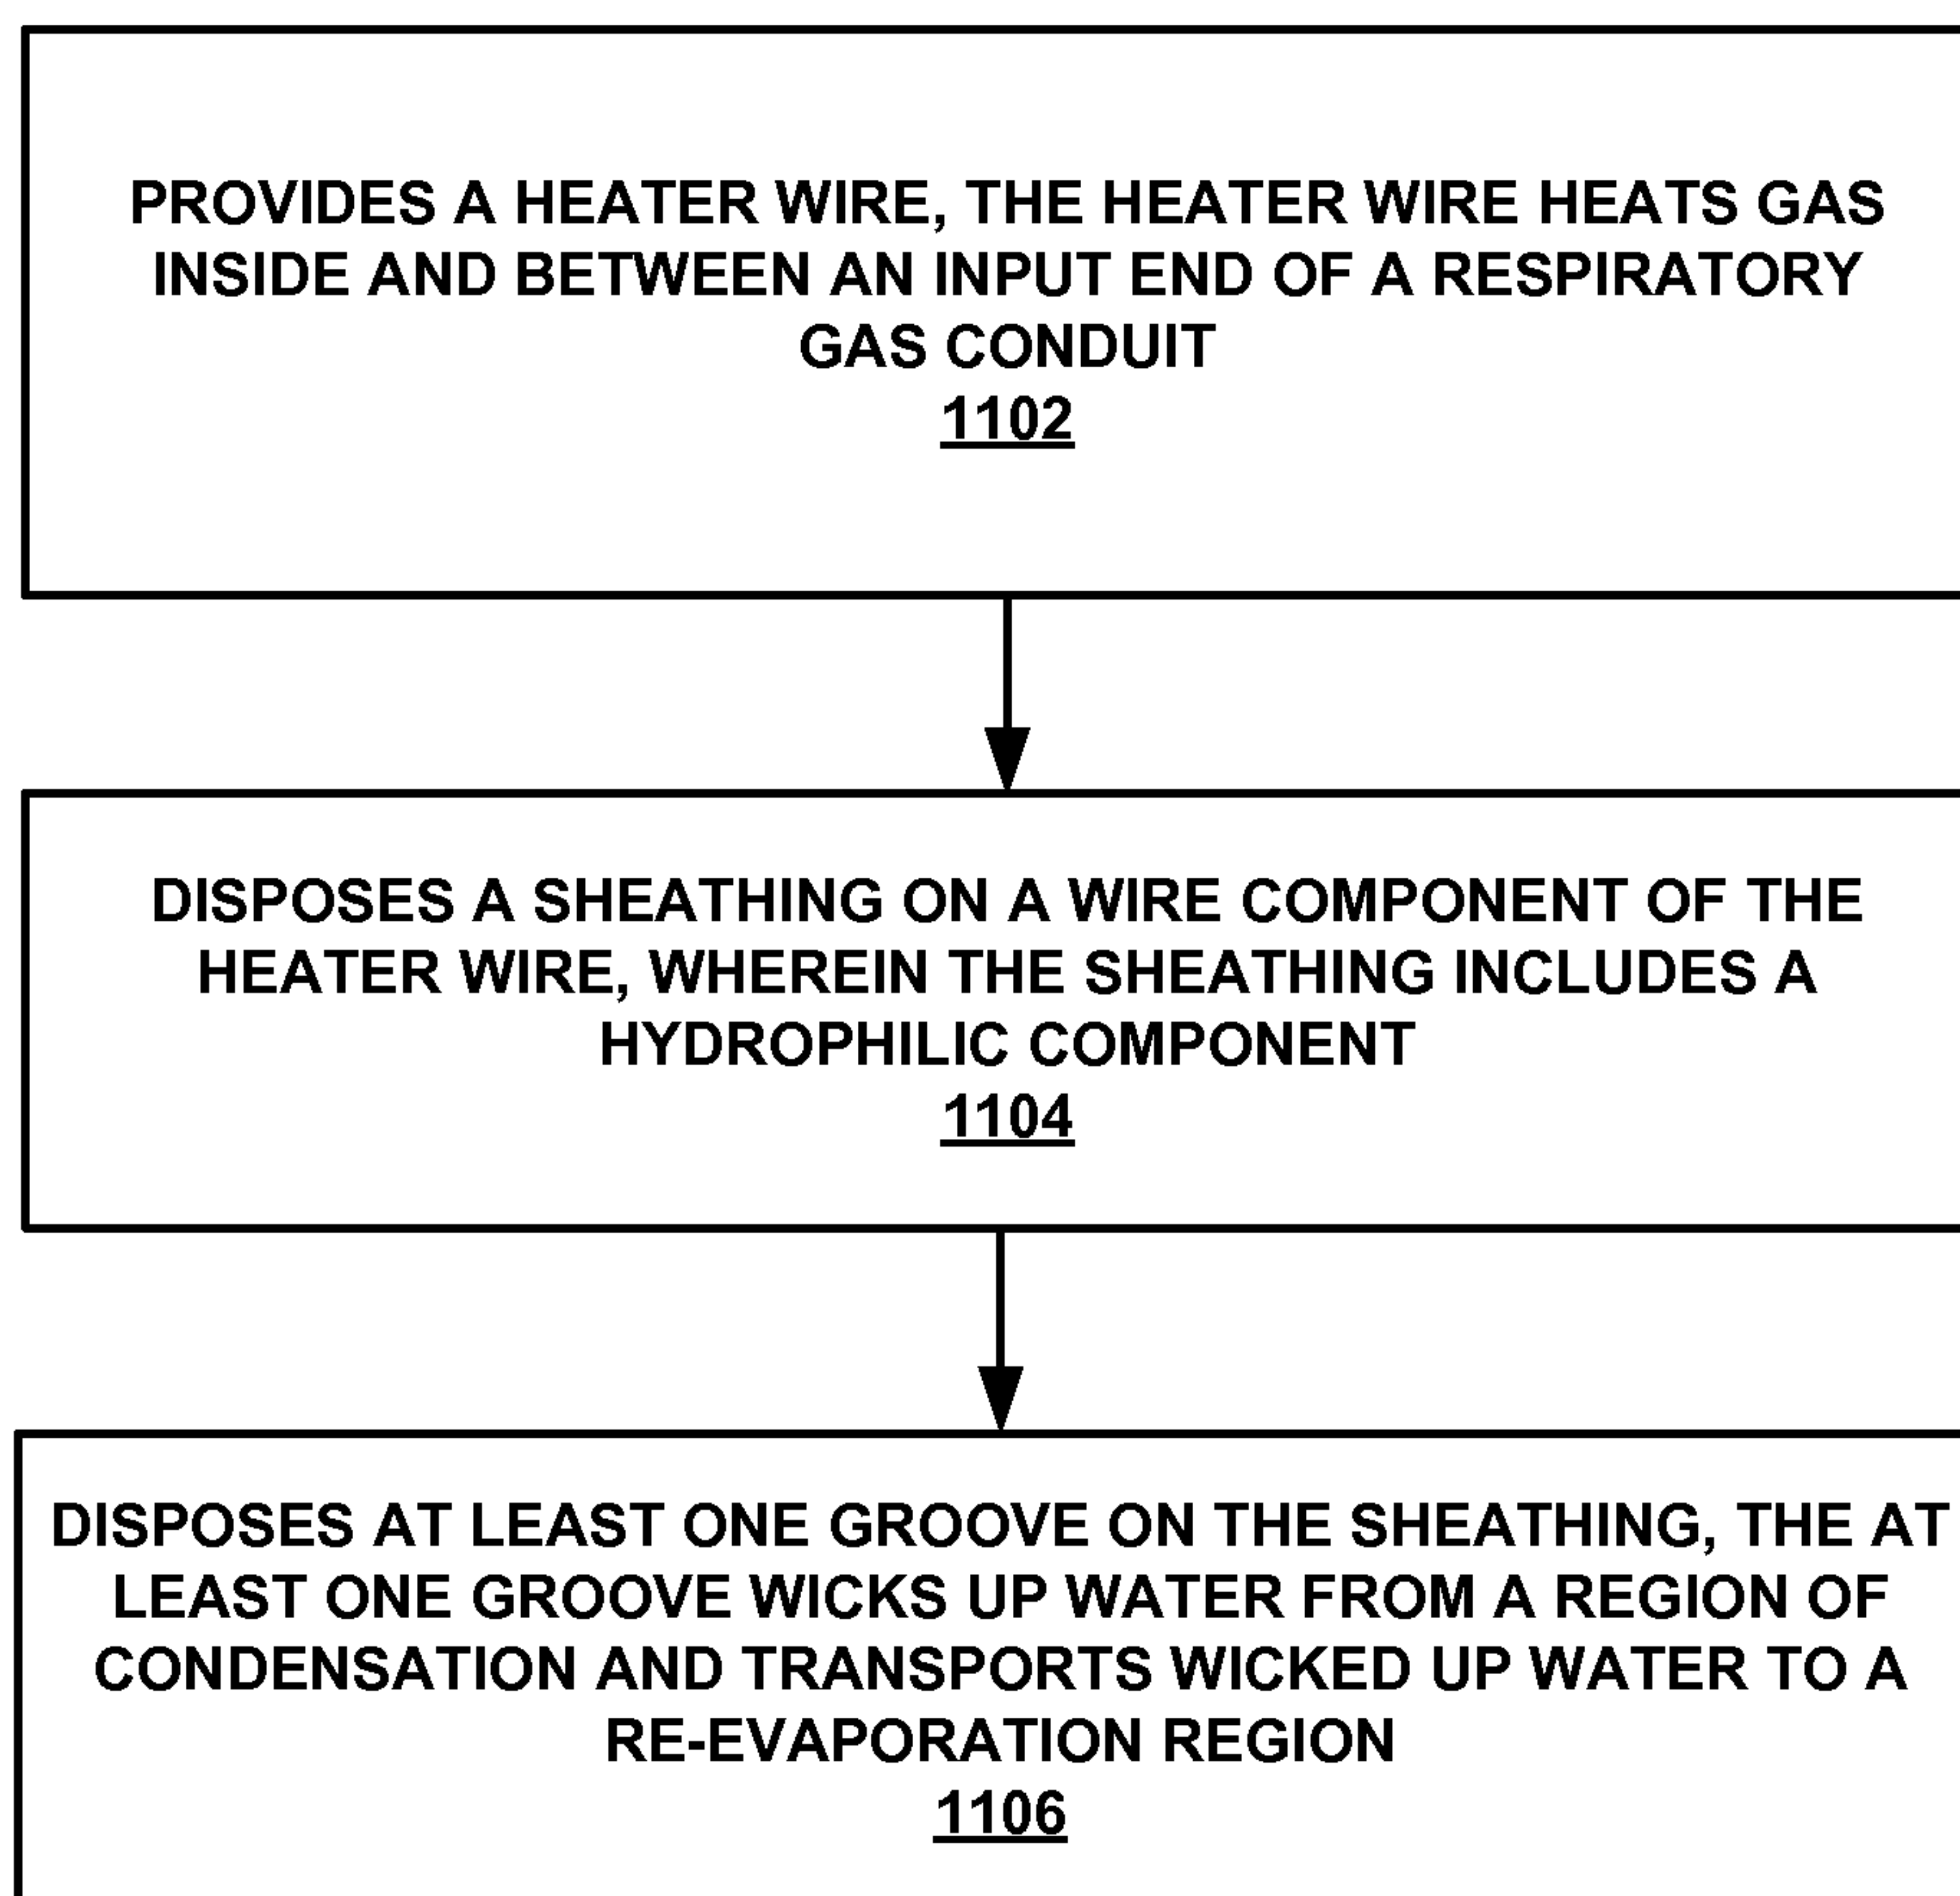 PROVIDES A HEATER WIRE, THE HEATER WIRE HEATS GAS
INSIDE AND BETWEEN AN INPUT END OF A RESPIRATORY
GAS CONDUIT
1102
DISPOSES A SHEATHING ON A WIRE COMPONENT OF THE
HEATER WIRE, WHEREIN THE SHEATHING INCLUDES A
HYDROPHILIC COMPONENT
1104
DISPOSES AT LEAST ONE GROOVE ON THE SHEATHING, THE AT
LEAST ONE GROOVE WICKS UP WATER FROM A REGION OF
CONDENSATION AND TRANSPORTS WICKED UP WATER TO A
RE-EVAPORATION REGION
1106